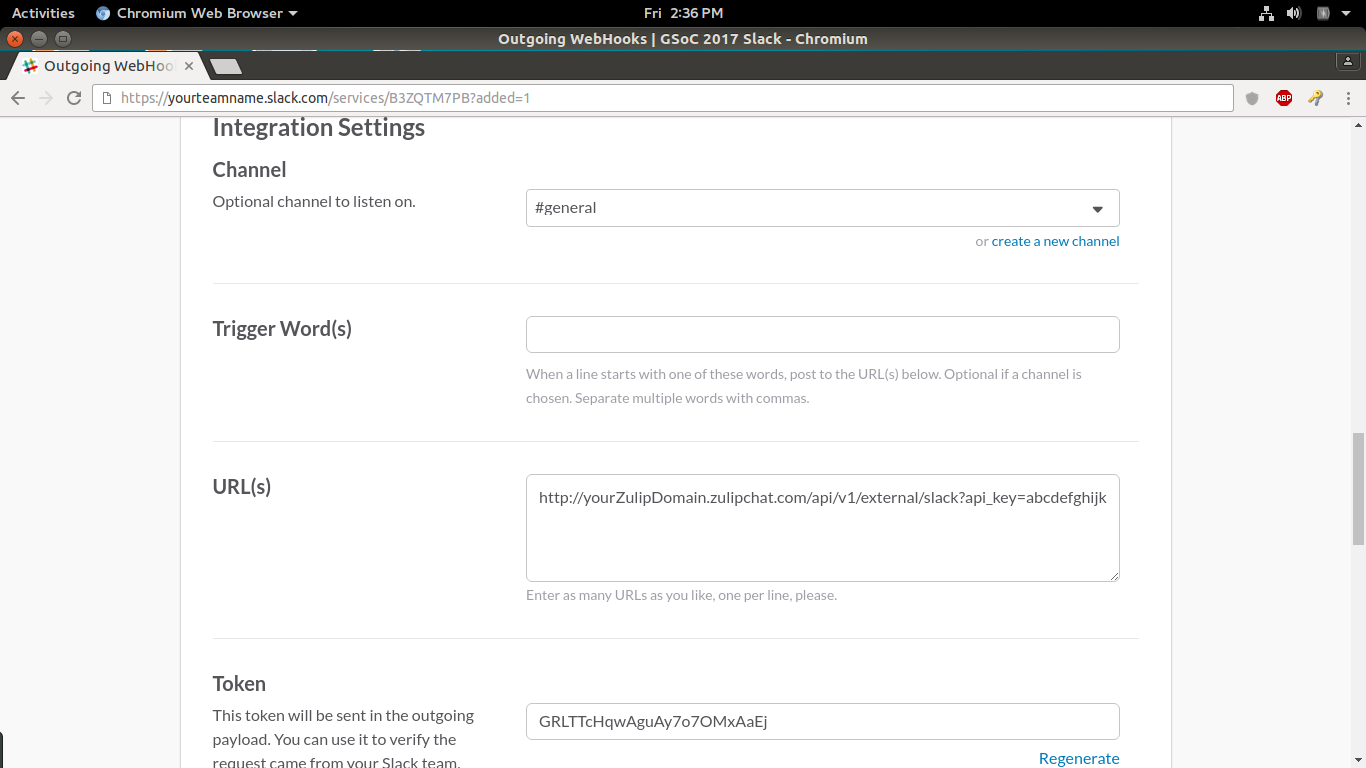 Activities Chromium Web Browser Fri 2:36 PM
Outgoing WebHooks | GSoC 2017 Slack - Chromium
Outgoing WebHoo
https://yourteamname.slack.com/services/B3ZQTM7PB?added=1 ABP
Integration Settings
Channel
Optional channel to listen on.
#general
or create a new channel
Trigger Word(s)
When a line starts with one of these words, post to the URL(s) below. Optional if a channel is
chosen. Separate multiple words with commas.
URL(s)
http://yourZulipDomain.zulipchat.com/api/v1/external/slack?api_key=abcdefghijk
Enter as many URLs as you like, one per line, please.
Token
This token will be sent in the outgoing
payload. You can use it to verify the
request came from your Slack team.
GRLTTcHqwAguAy7o7OMxAaEj
Regenerate